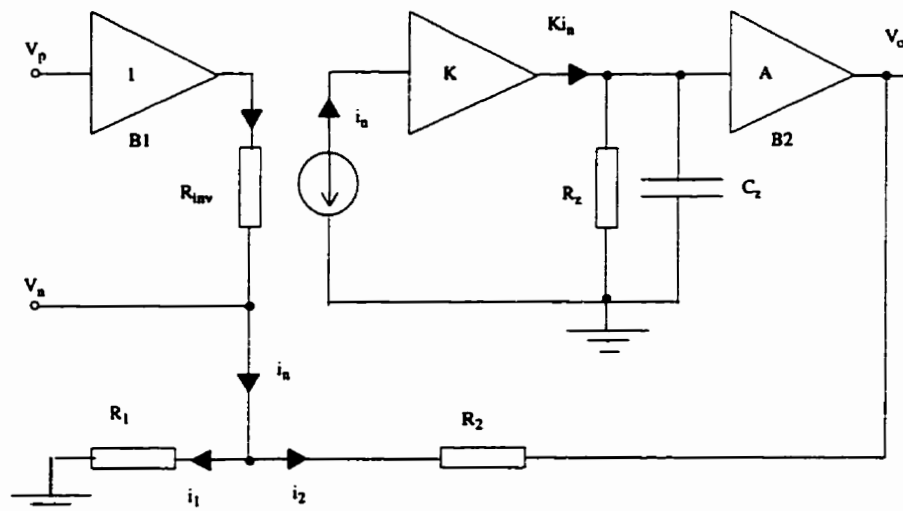 Vp
1
B1
Rinv
in
K
Kin
Rz
Cz
A
B2
Vo
Vn
in
R1
R2
i1
i2